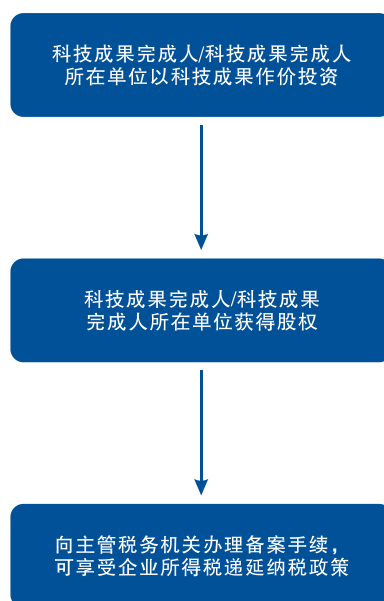 科技成果完成人/科技成果完成人
所在单位以科技成果作价投资
科技成果完成人/科技成果
完成人所在单位获得股权
向主管税务机关办理备案手续，
可享受企业所得税递延纳税政策